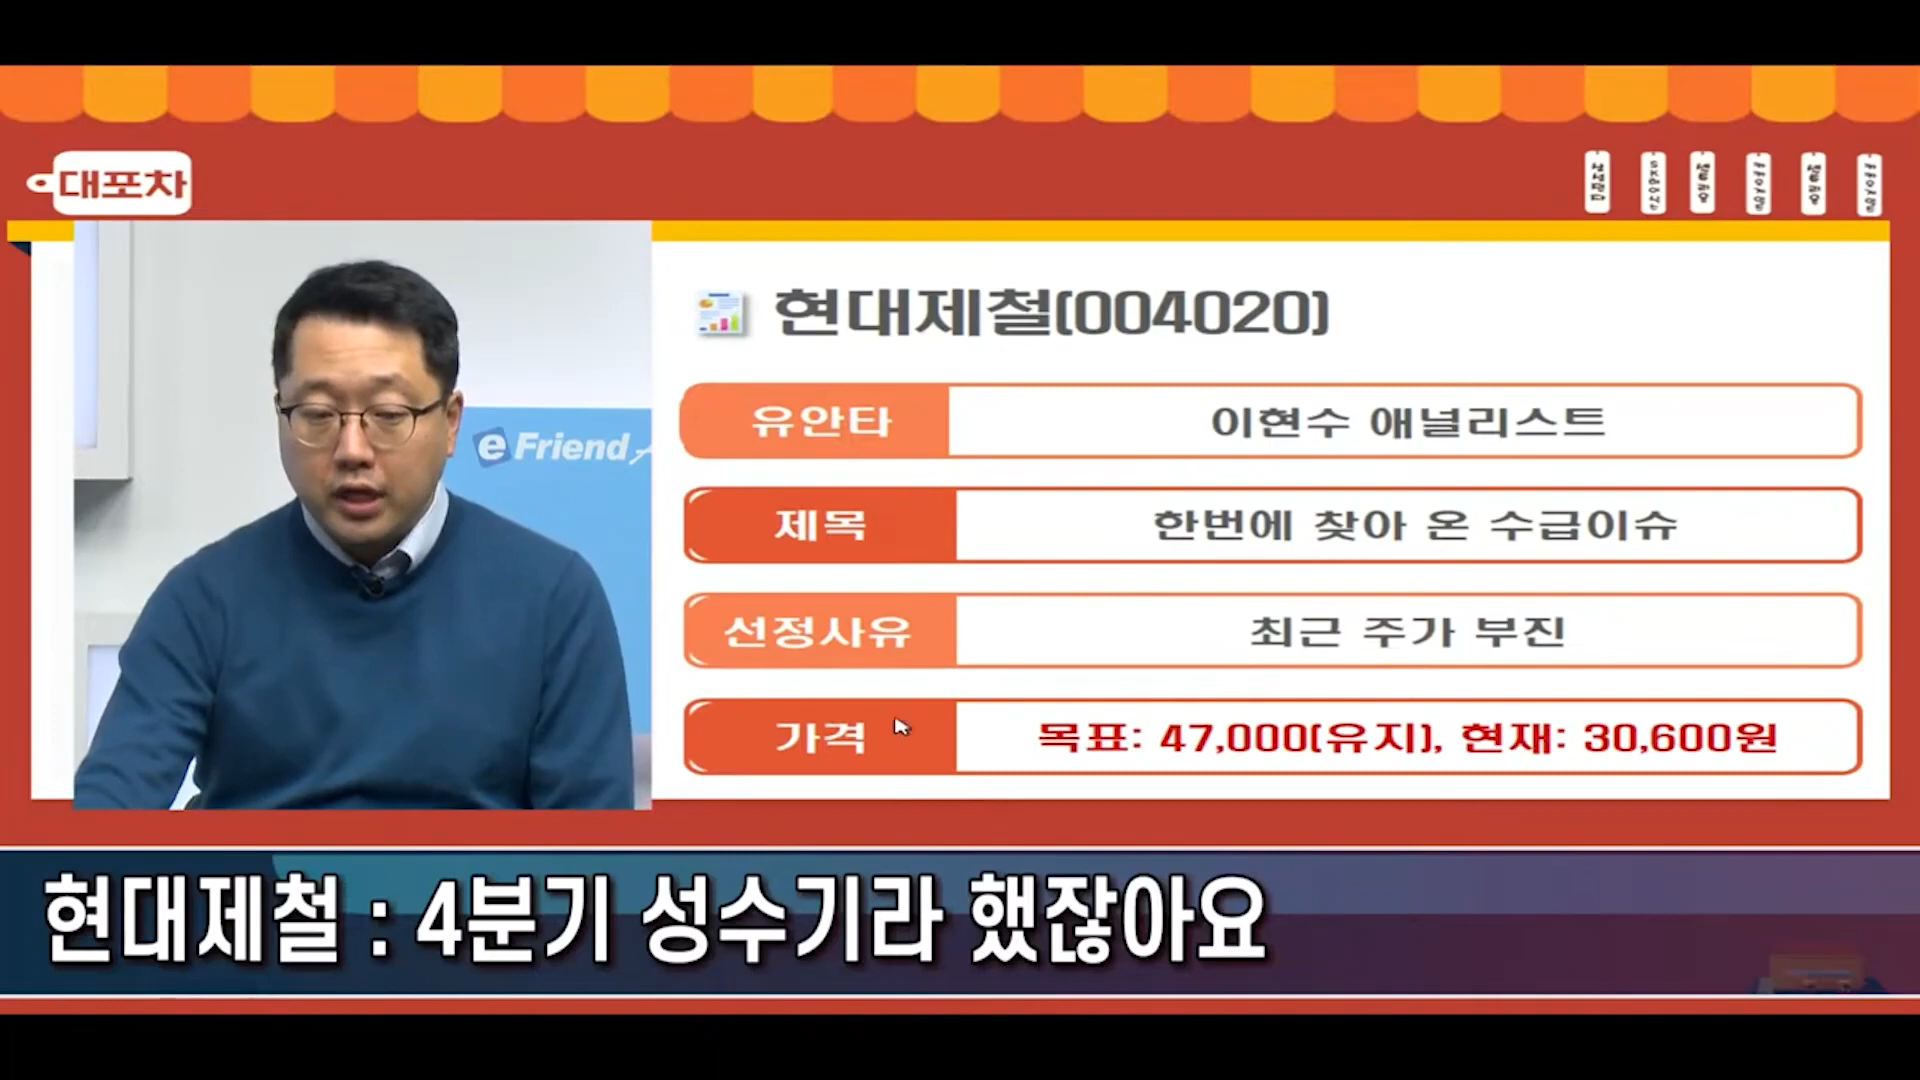 대포차
현대제철(004020)
e Friend
유안타 이현수 애널리스트
제목 한번에 찾아 온 수급이슈
선정사유 최근 주가 부진
가격 목표: 47,000(유지), 현재: 30,600원
현대제철 : 4분기 성수기라 했잖아요